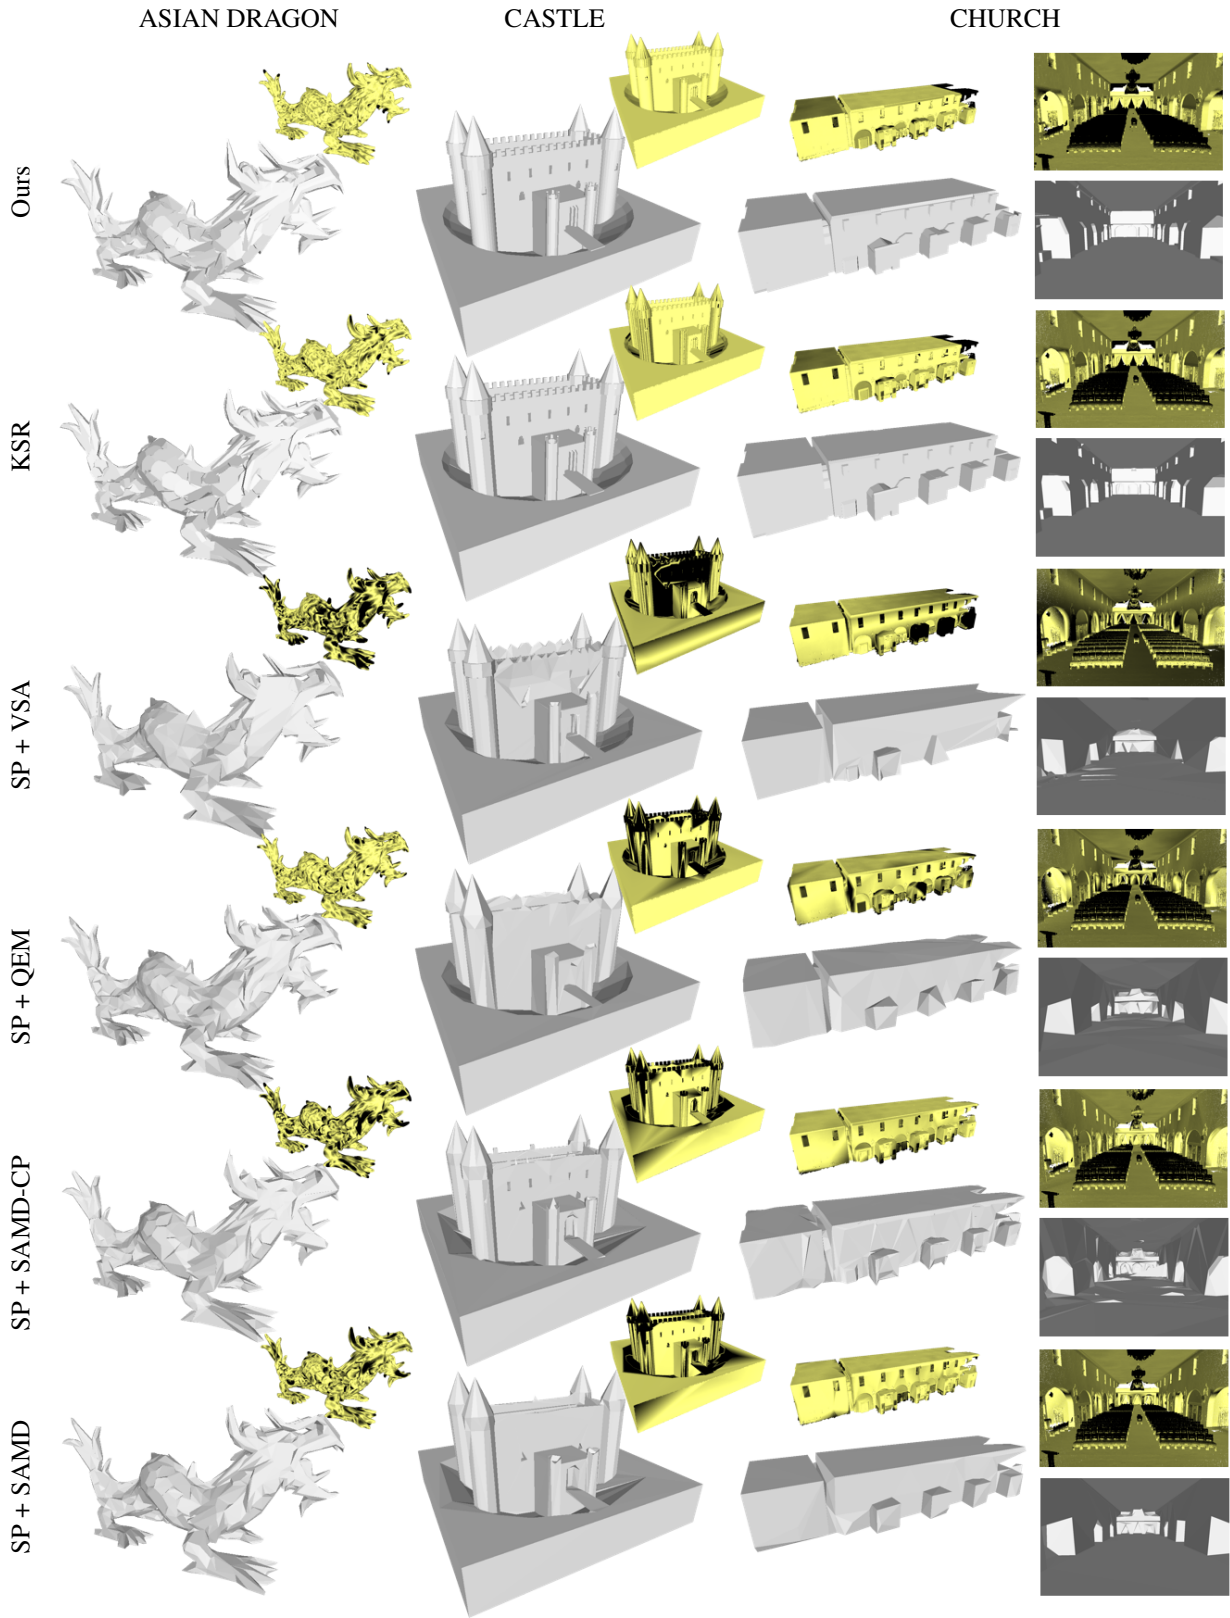 ASIAN DRAGON
CASTLE
CHURCH
Ours
KSR
SP + VSA
SP + QEM
SP + SAMD-CP
SP + SAMD